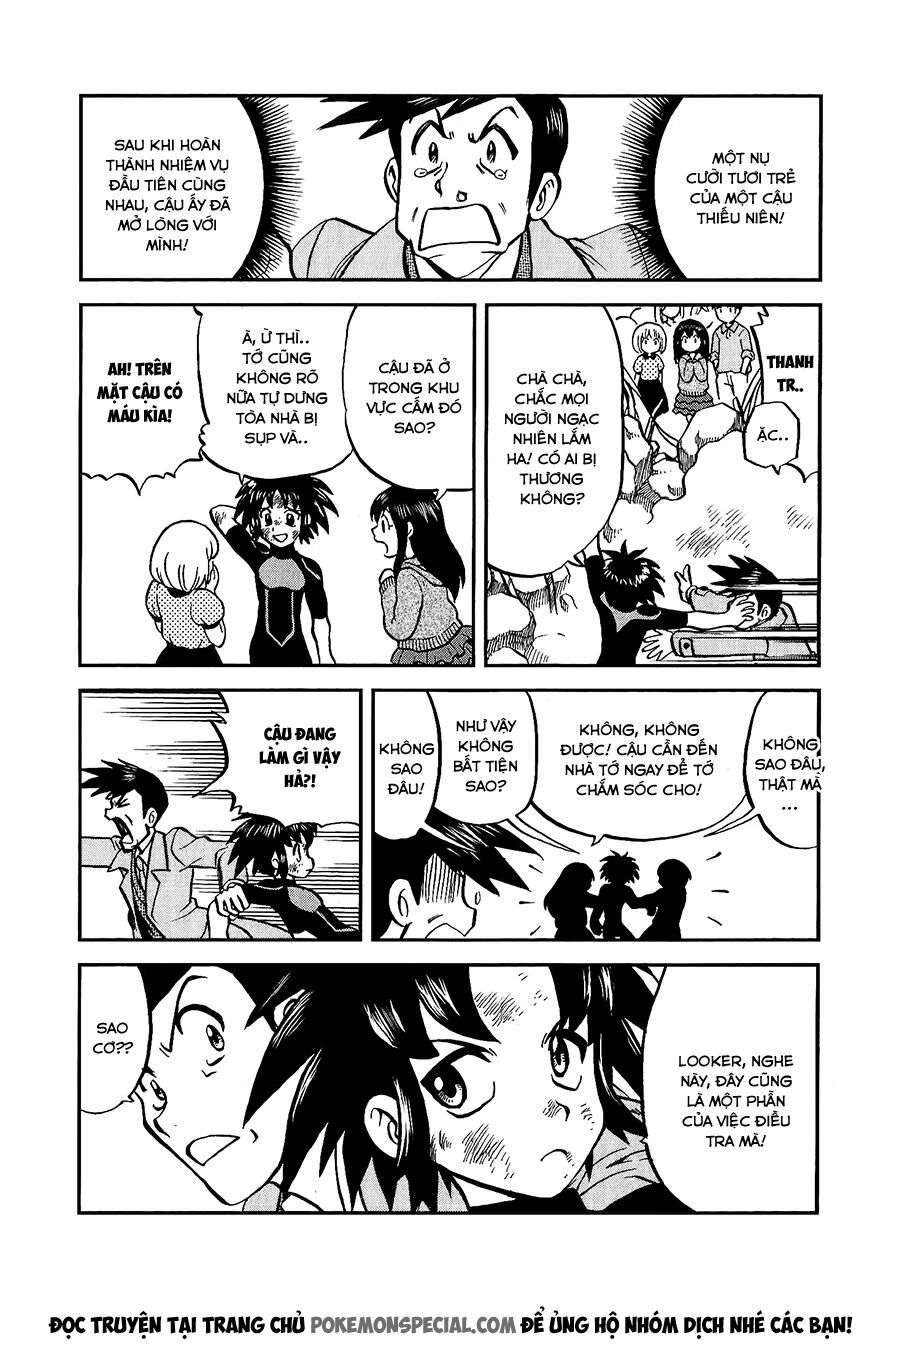 MỘT NỤ
CƯỜI TƯƠI TRẺ
CỦA MỘT CẬU
THIẾU NIÊN!
SAU KHI HOÀN
THÀNH NHIỆM VỤ
ĐẦU TIÊN CÙNG
NHAU, CẬU ẤY ĐÃ
MỞ LÒNG VỚI
MÌNH!
THANH
TR..
ẶC..
CHÀ CHÀ,
CHẮC MỌI
NGƯỜI NGẠC
NHIÊN LẮM
HA! CÓ AI BỊ
THƯƠNG
KHÔNG?
CẬU ĐÃ Ở
TRONG KHU
VỰC CẤM ĐÓ
SAO?
À, Ừ THÌ..
TỚ CŨNG
KHÔNG RÕ
NỮA TỰ DƯNG
TÒA NHÀ BỊ
SỤP VÀ..
AH! TRÊN
MẶT CẬU CÓ
MÁU KÌA!
KHÔNG
SAO ĐÂU,
THẬT MÀ
...
KHÔNG, KHÔNG
ĐƯỢC! CẬU CẦN ĐẾN
NHÀ TỚ NGAY ĐỂ TỚ
CHĂM SÓC CHO!
NHƯ VẬY
KHÔNG
BẤT TIỆN
SAO?
KHÔNG
SAO
ĐÂU!
CẬU ĐANG
LÀM GÌ VẬY
HẢ?!
LOOKER, NGHE
NÀY, ĐÂY CŨNG
LÀ MỘT PHẦN
CỦA VIỆC ĐIỀU
TRA MÀ!
SAO
CƠ??
ĐỌC TRUYỆN TẠI TRANG CHỦ POKEMONSPECIAL.COM ĐỂ ỦNG HỘ NHÓM DỊCH NHÉ CÁC BẠN!